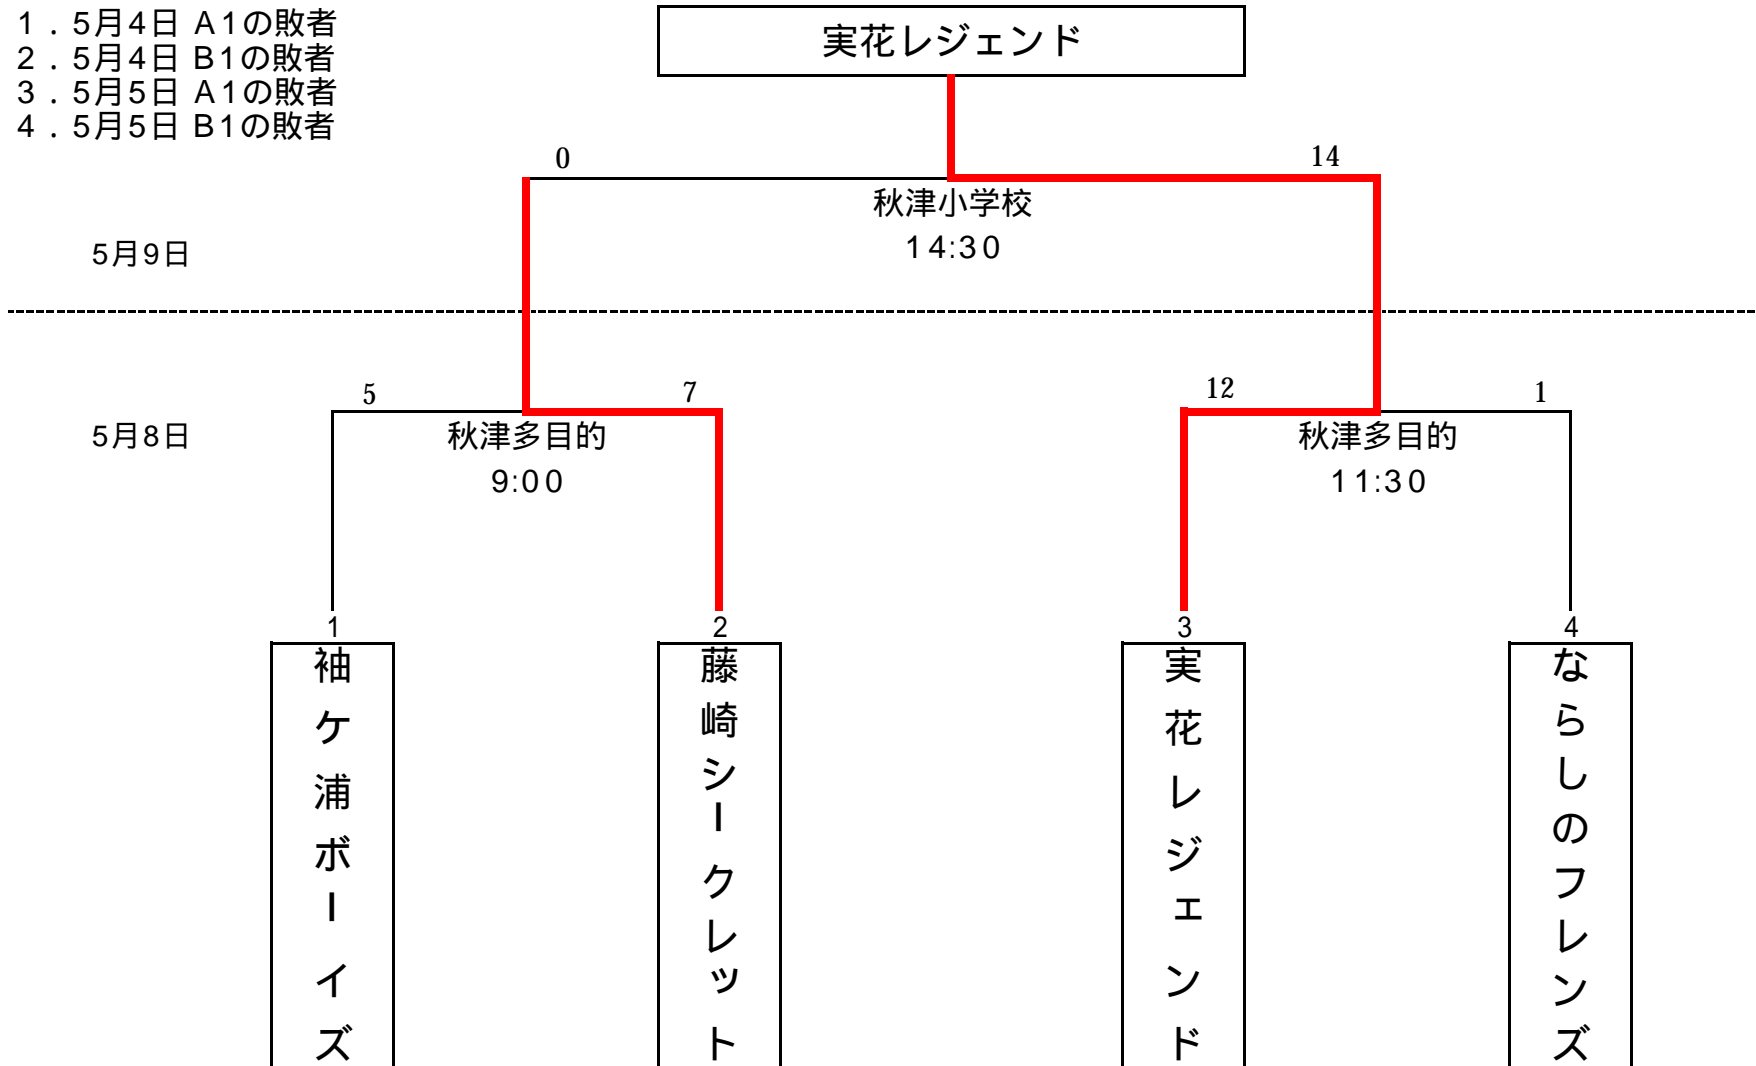 1．5月4日 A1の敗者
2．5月4日 B1の敗者
3．5月5日 A1の敗者
4．5月5日 B1の敗者
実花レジェンド
0
14
秋津小学校
14:30
5月9日
5
7
12
1
5月8日
秋津多目的
9:00
秋津多目的
11:30
1
2
3
4
袖ケ浦ボーイズ
藤崎シークレット
実花レジェンド
ならしのフレンズ